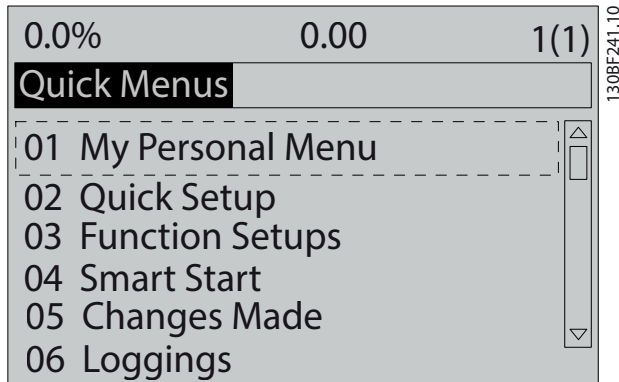 0.0% 0.00 1(1)
Quick Menus
01 My Personal Menu
02 Quick Setup
03 Function Setups
04 Smart Start
05 Changes Made
06 Loggings
130BF241.10